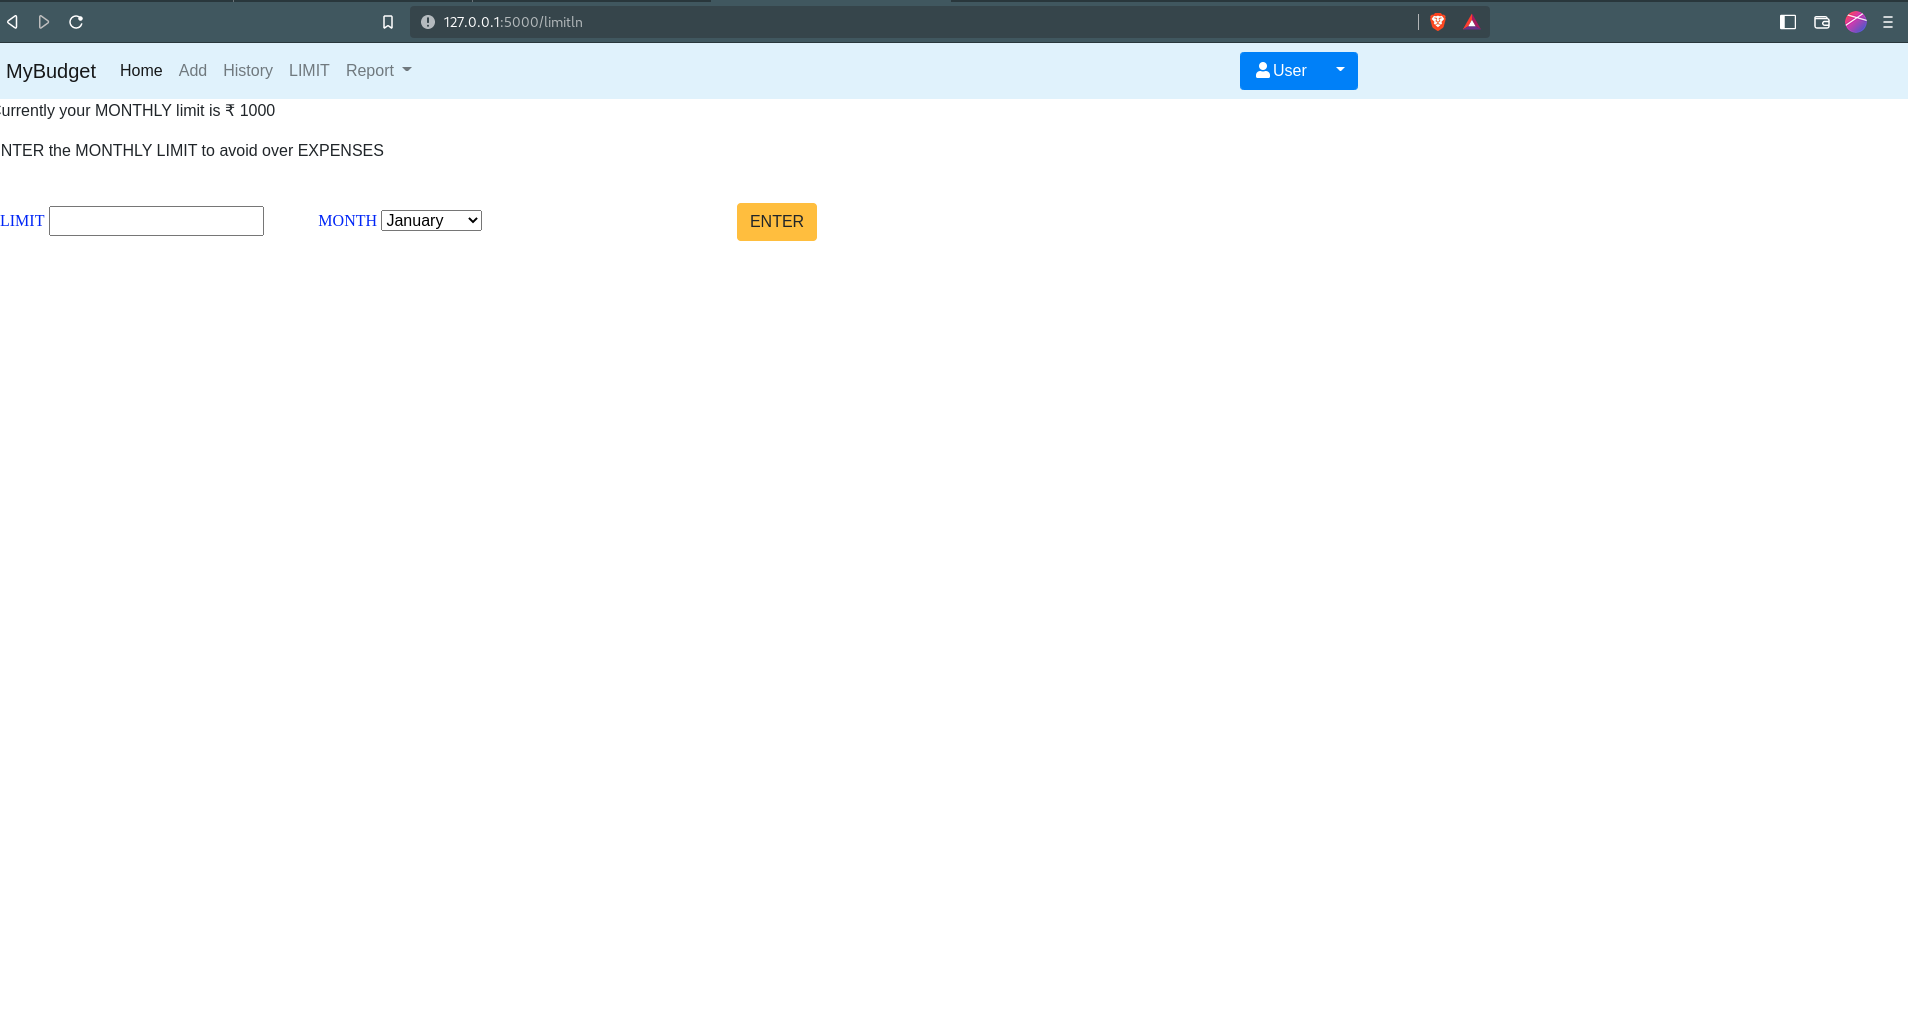 127.0.0.1:5000/limitln
MyBudget Home Add History LIMIT Report User
urrently your MONTHLY limit is ₹ 1000
NTER the MONTHLY LIMIT to avoid over EXPENSES
LIMIT MONTH January ENTER